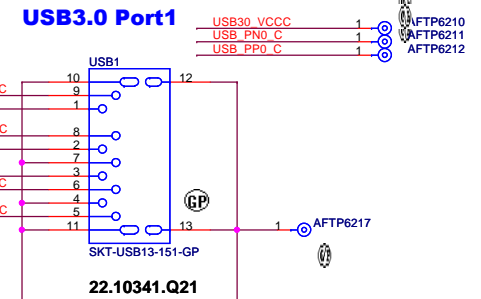 USB3.0 Port1
USB30_VCCC 1 AFTP6210
USB_PN0_C 1 AFTP6211
USB_PP0_C 1 AFTP6212
USB1
10 12
9
C
1
8
C
2
7
3
6
C
4
5
C
11 13
GP
1 AFTP6217
SKT-USB13-151-GP
22.10341.Q21